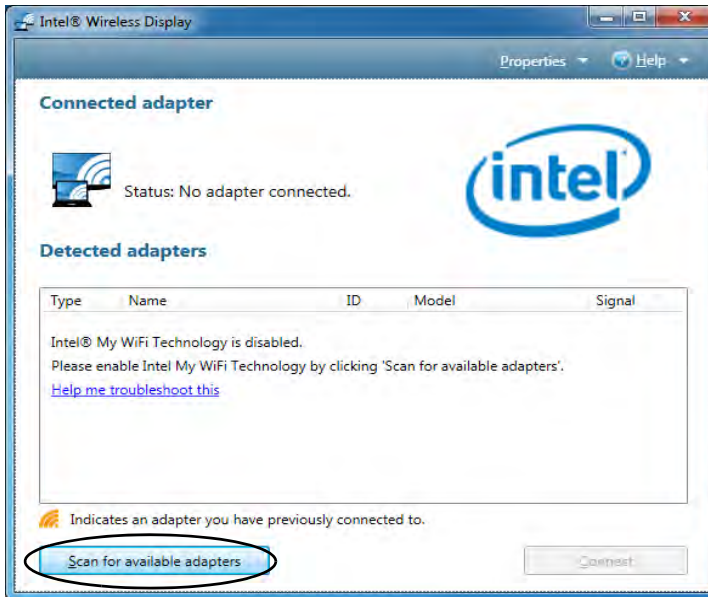 Intel® Wireless Display
Properties Help
Connected adapter
intel
Status: No adapter connected.
Detected adapters
Type Name ID Model Signal
Intel® My WiFi Technology is disabled.
Please enable Intel My WiFi Technology by clicking 'Scan for available adapters'.
Help me troubleshoot this
Indicates an adapter you have previously connected to.
Scan for available adapters Connect